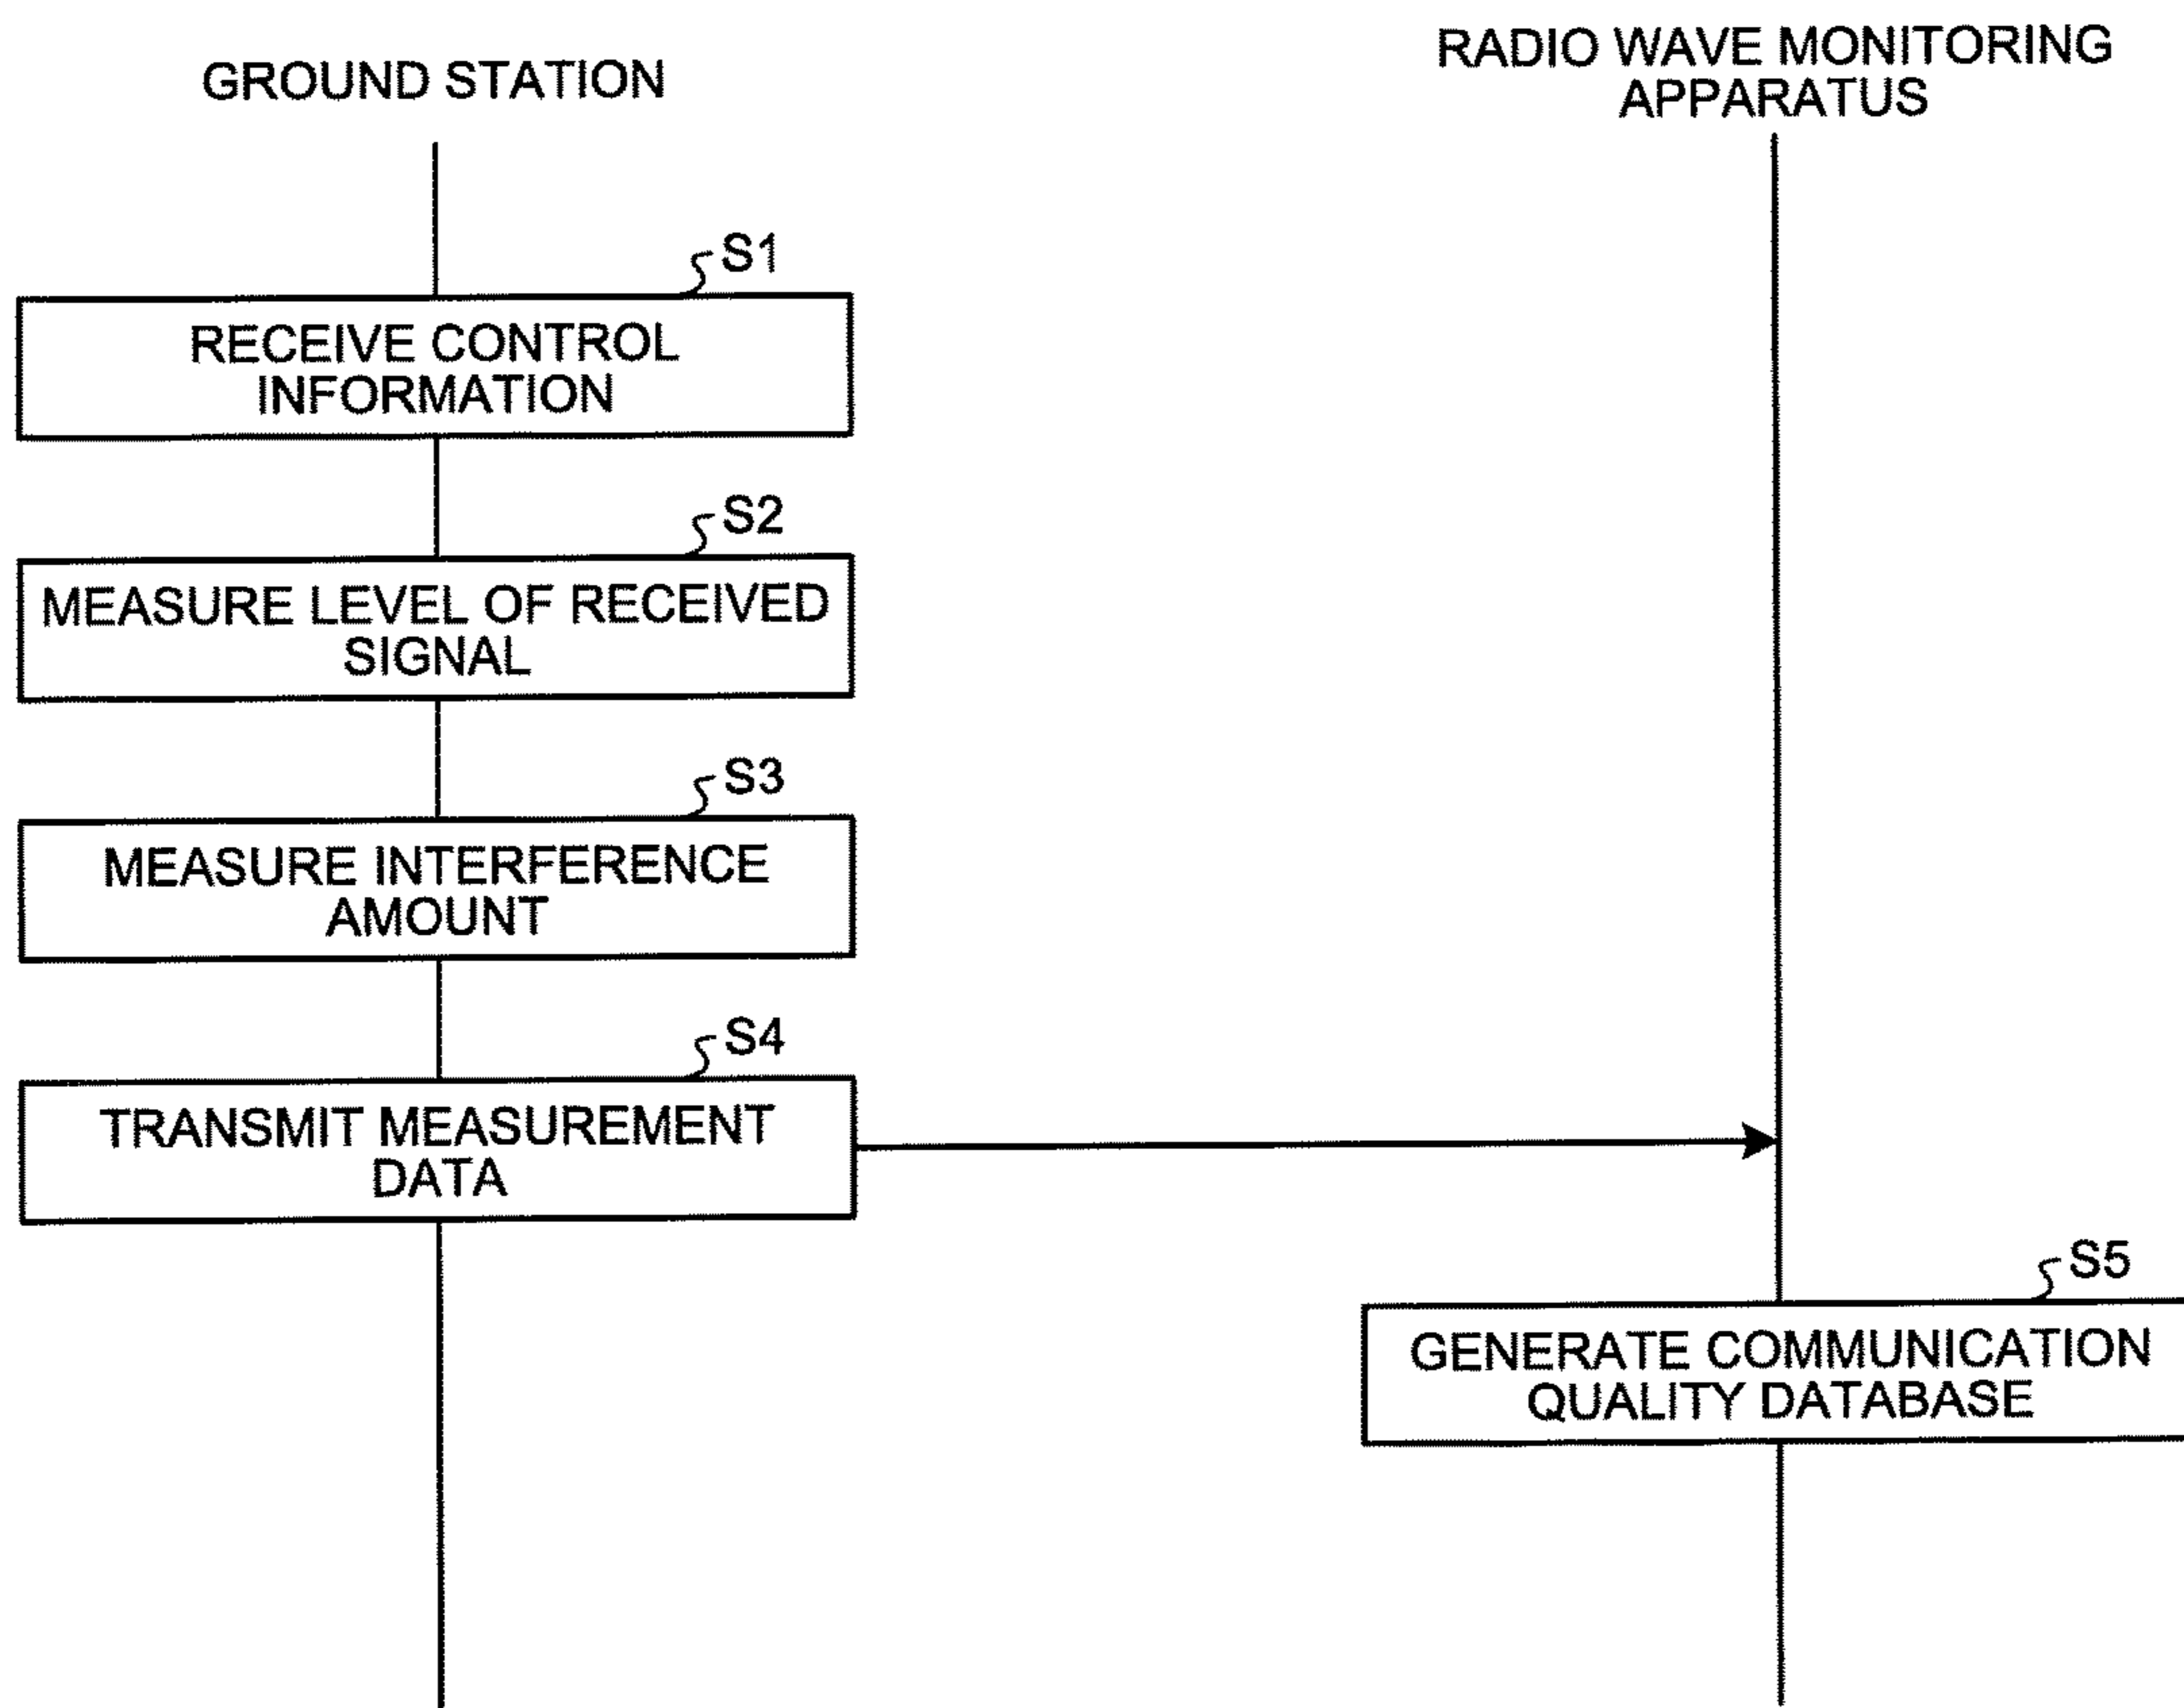 GROUND STATION
RADIO WAVE MONITORING
APPARATUS
S1
RECEIVE CONTROL
INFORMATION
S2
MEASURE LEVEL OF RECEIVED
SIGNAL
S3
MEASURE INTERFERENCE
AMOUNT
S4
TRANSMIT MEASUREMENT
DATA
S5
GENERATE COMMUNICATION
QUALITY DATABASE